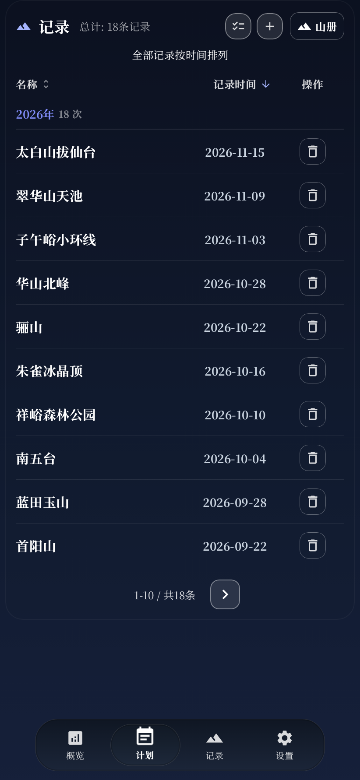 记录 总计: 18条记录 山册
全部记录按时间排列
名称 记录时间 操作
2026年 18 次
太白山拔仙台 2026-11-15
翠华山天池 2026-11-09
子午峪小环线 2026-11-03
华山北峰 2026-10-28
骊山 2026-10-22
朱雀冰晶顶 2026-10-16
祥峪森林公园 2026-10-10
南五台 2026-10-04
蓝田玉山 2026-09-28
首阳山 2026-09-22
1-10 / 共18条
概览 计划 记录 设置